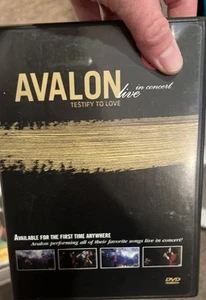 AVALON
live in concert
TESTIFY TO LOVE
AVAILABLE FOR THE FIRST TIME ANYWHERE
Avalon performing all of their favorite songs live in concert!
DVD